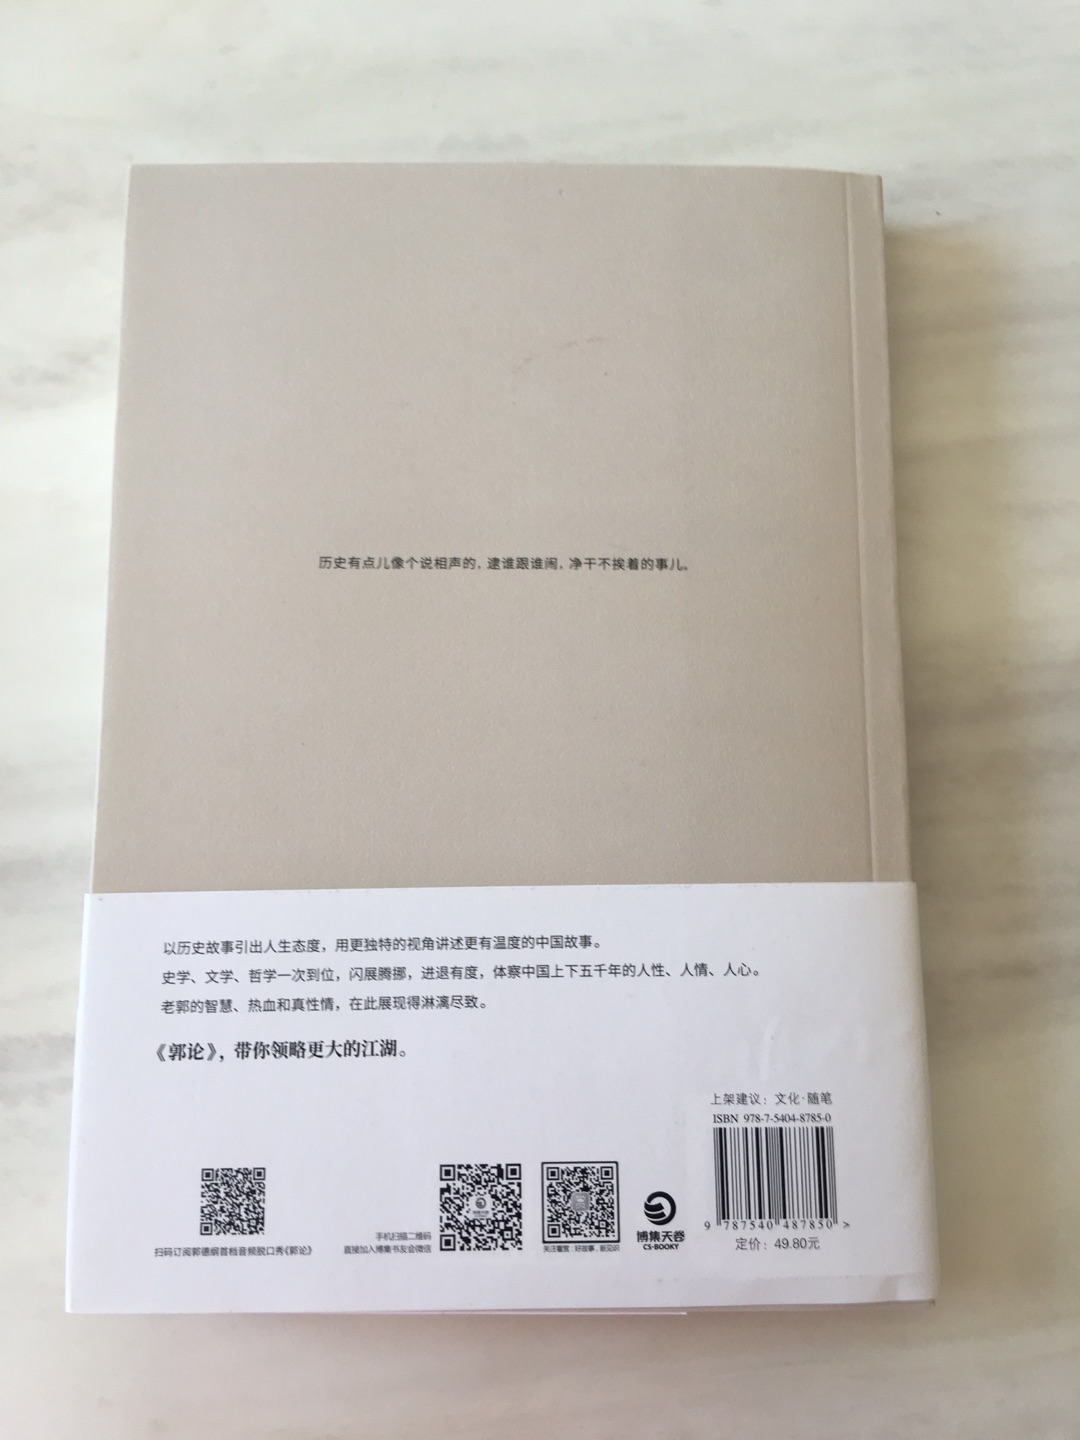 历史有点儿像个说相声的，逮谁跟谁闹，净干不挨着的事儿。
以历史故事引出人生态度，用更独特的视角讲述更有温度的中国故事。
史学、文学、哲学一次到位，闪展腾挪，进退有度，体察中国上下五千年的人性、人情、人心。
老郭的智慧、热血和真性情，在此展现得淋漓尽致。
《郭论》，带你领略更大的江湖。
上架建议：文化·随笔
ISBN 978-7-5404-8785-0
9 787540 487850 >
定价：49.80元
扫码订阅郭德纲首档音频脱口秀《郭论》
手机扫描二维码
直接加入博集书友会微信
博集天卷
CS-BOOKY